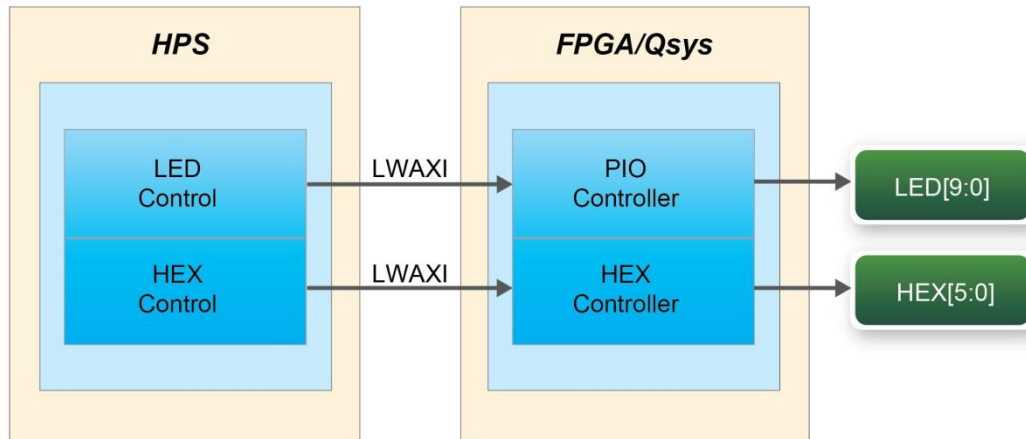 HPS
FPGA/Qsys
LED
Control
LWAXI
PIO
Controller
LED[9:0]
HEX
Control
LWAXI
HEX
Controller
HEX[5:0]